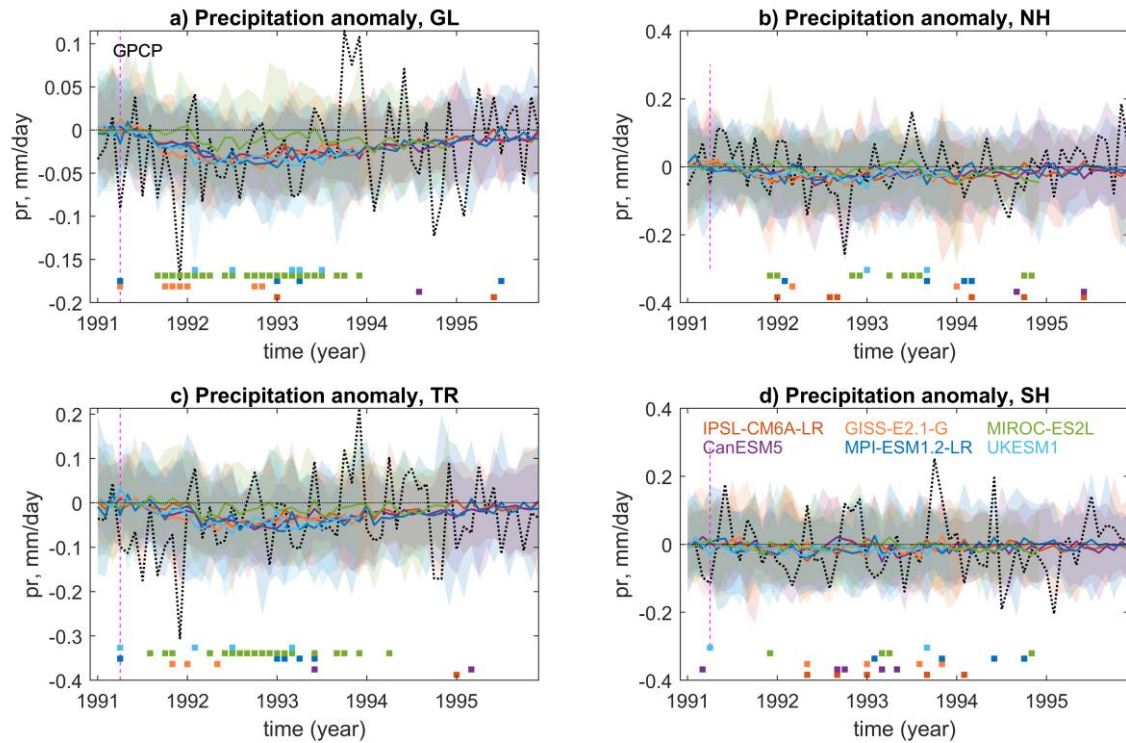 a) Precipitation anomaly, GL
GPCP
pr, mm/day
0.1
0.05
0
-0.05
-0.1
-0.15
-0.2
1991 1992 1993 1994 1995
time (year)
b) Precipitation anomaly, NH
pr, mm/day
0.4
0.2
0
-0.2
-0.4
1991 1992 1993 1994 1995
time (year)
c) Precipitation anomaly, TR
pr, mm/day
0.2
0.1
0
-0.1
-0.2
-0.3
-0.4
1991 1992 1993 1994 1995
time (year)
d) Precipitation anomaly, SH
IPSL-CM6A-LR GISS-E2.1-G MIROC-ES2L
CanESM5 MPI-ESM1.2-LR UKESM1
pr, mm/day
0.4
0.2
0
-0.2
-0.4
1991 1992 1993 1994 1995
time (year)